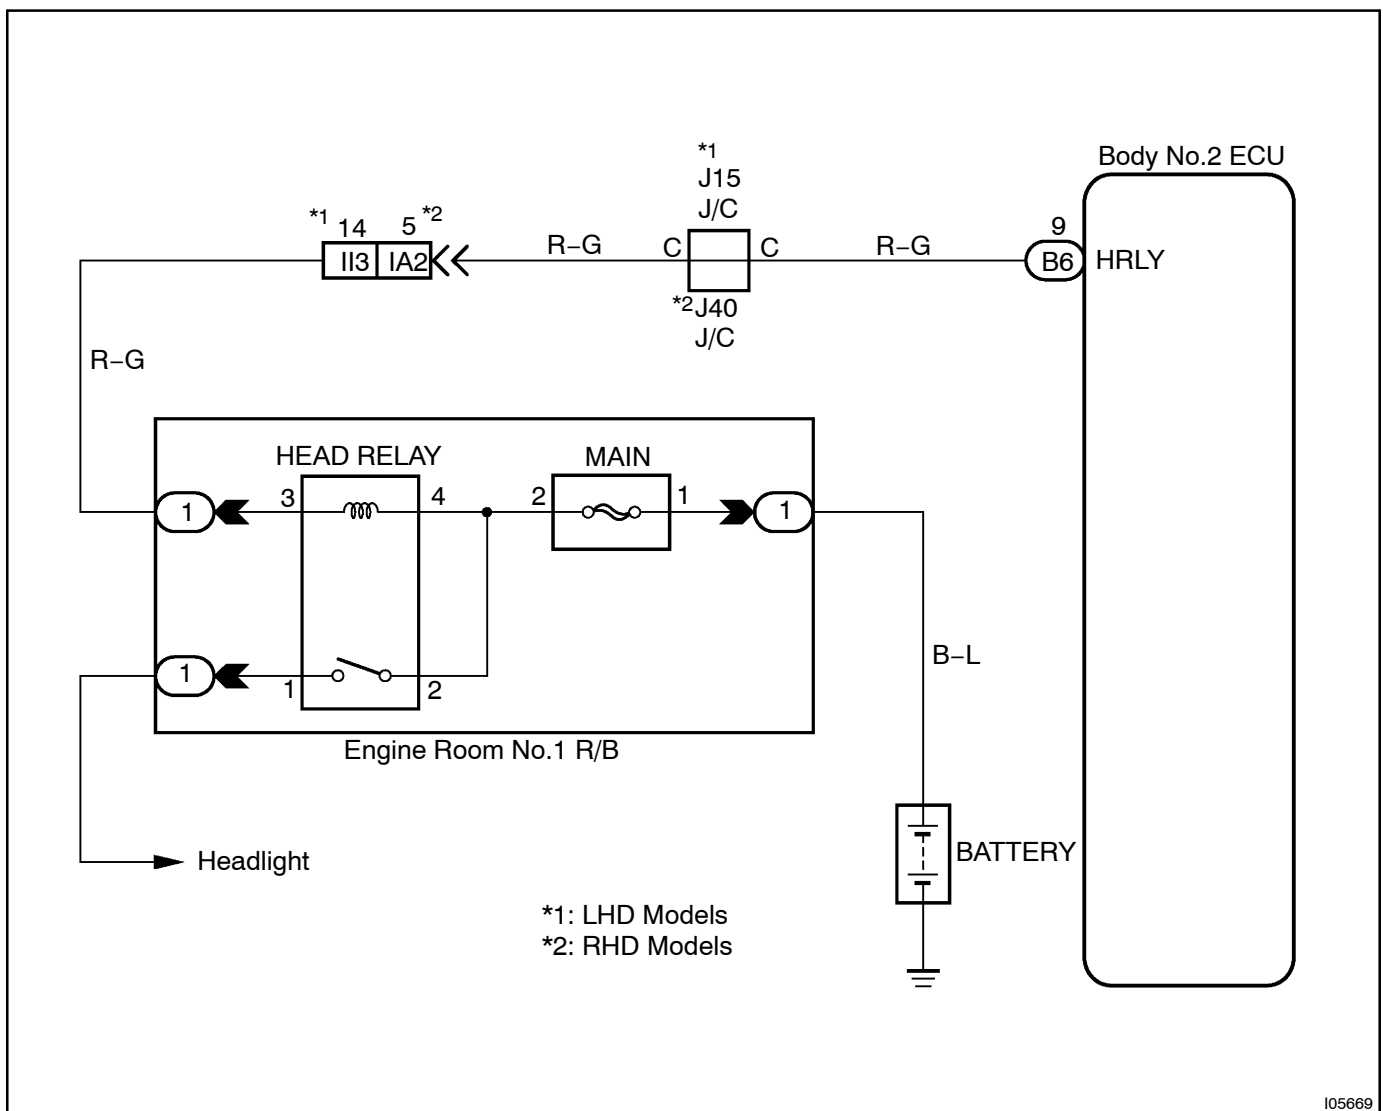 *1
J15
J/C
Body No.2 ECU
*1 14 5 *2
II3 IA2
R–G
C C
R–G
9
B6 HRLY
*2 J40
J/C
R–G
HEAD RELAY
MAIN
1 3 4 2 1 1
1 1 2
B–L
Engine Room No.1 R/B
Headlight
BATTERY
*1: LHD Models
*2: RHD Models
I05669